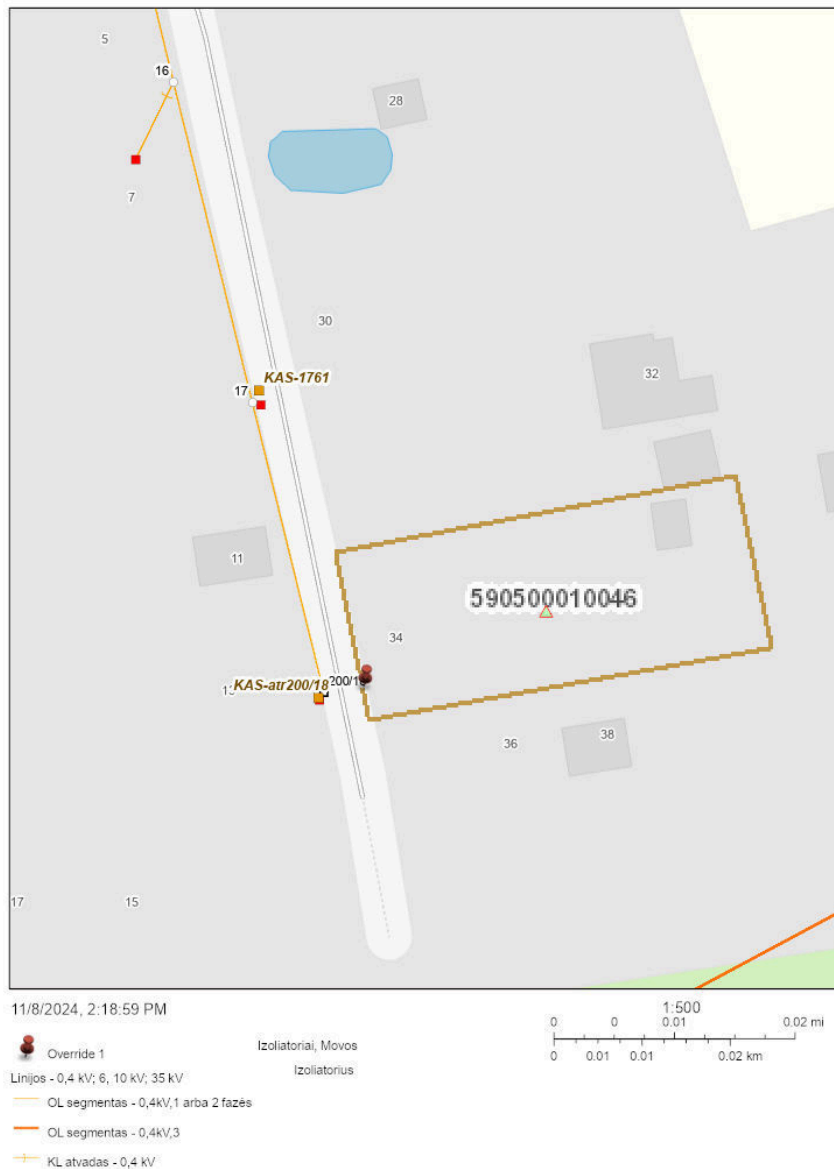 5
16
28
7
30
KAS-1761
17
32
11
590500010046
34
KAS-atr200/18
36
38
17
15
11/8/2024, 2:18:59 PM
1:500
0 0 0.01 0.02 mi
0 0.01 0.01 0.02 km
Override 1
Izoliatoriai, Movos
Izoliatorius
Linijos - 0,4 kV; 6, 10 kV; 35 kV
OL segmentas - 0,4kV,1 arba 2 fazės
OL segmentas - 0,4kV,3
KL atvadas - 0,4 kV